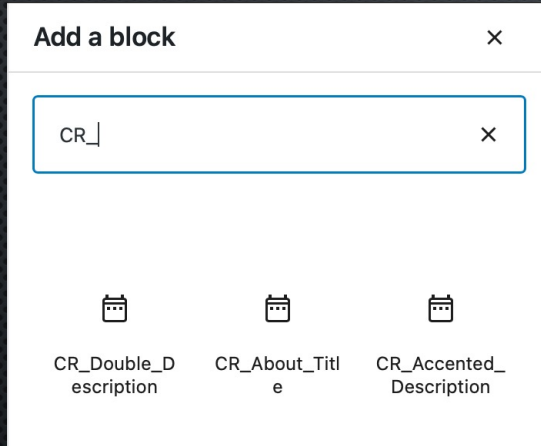 Add a block
CR_
CR_Double_D
escription
CR_About_Titl
e
CR_Accented_
Description